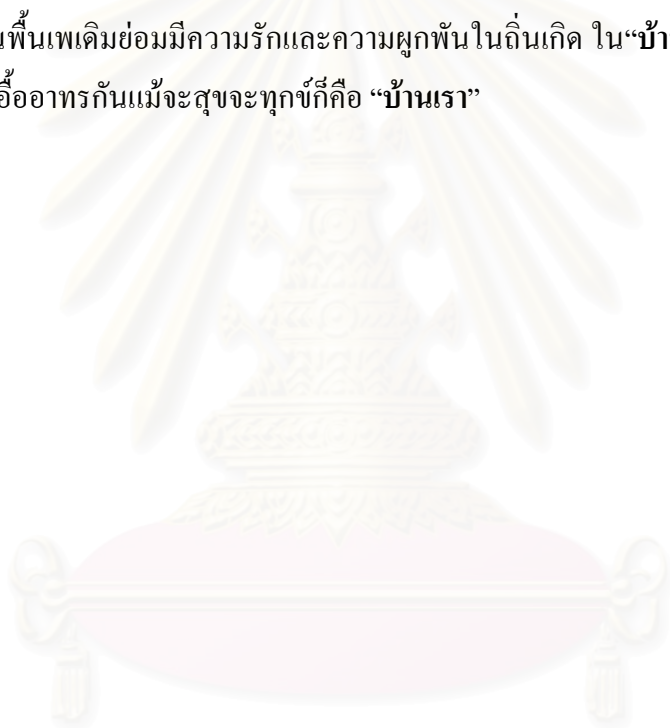 นพื้นเพเดิมย่อมมีความรักและความผูกพันในถิ่นเกิด ใน“บ้า
อื้ออาทรกันแม้จะสุขจะทุกข์ก็คือ “บ้านเรา”